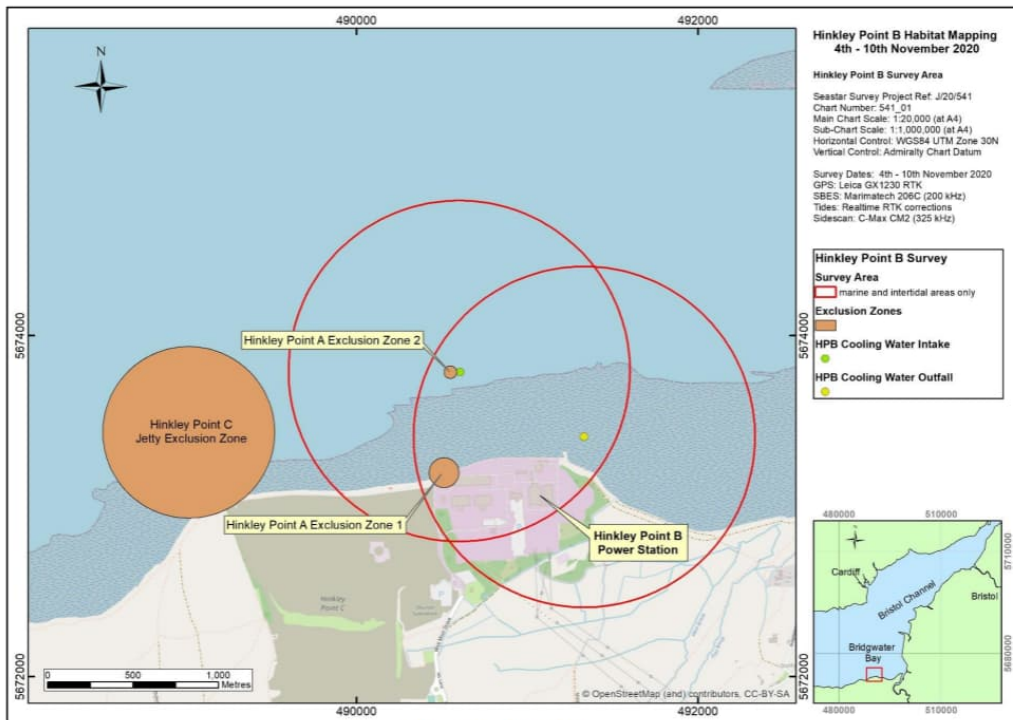 490000
492000
N
5674000
5672000
Hinkley Point A Exclusion Zone 2
Hinkley Point C
Jetty Exclusion Zone
Hinkley Point A Exclusion Zone 1
Hinkley Point B
Power Station
Hinkley
Point C
0 250 500 1,000
Metres
© OpenStreetMap (and) contributors, CC-BY-SA
490000
492000
5674000
5672000
Hinkley Point B Habitat Mapping
4th - 10th November 2020
Hinkley Point B Survey Area
Seastar Survey Project Ref: J/20/541
Chart Number: 541_01
Main Chart Scale: 1:20,000 (at A4)
Sub-Chart Scale: 1:1,000,000 (at A4)
Horizontal Control: WGS84 UTM Zone 30N
Vertical Control: Admiralty Chart Datum
Survey Dates: 4th - 10th November 2020
GPS: Leica GX1230 RTK
SBES: Marimatech 206C (200 kHz)
Tides: Realtime RTK corrections
Sidescan: C-Max CM2 (325 kHz)
Hinkley Point B Survey
Survey Area
marine and intertidal areas only
Exclusion Zones
HPB Cooling Water Intake
HPB Cooling Water Outfall
480000
510000
Cardiff
Bristol Channel
Bristol
Bridgwater
Bay
5710000
5680000
480000
510000